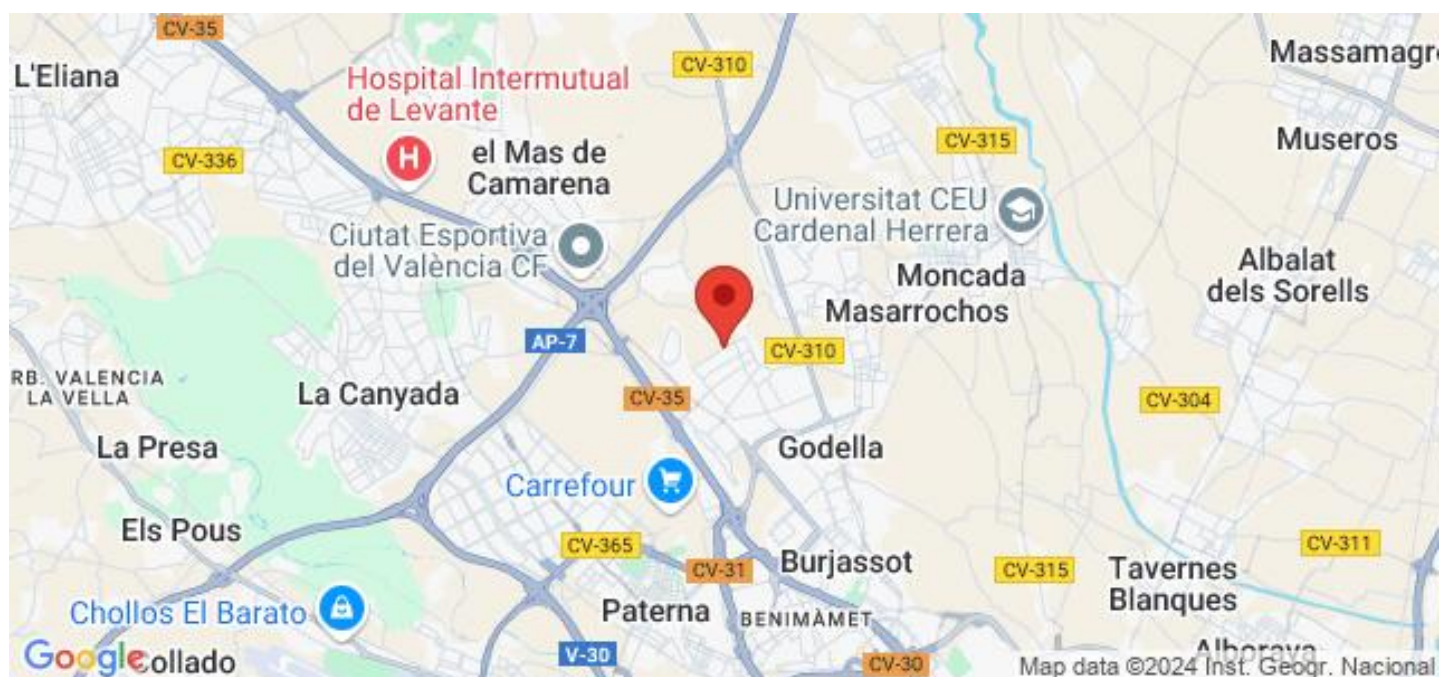 CV-35
L'Eliana
Hospital Intermutual
de Levante
CV-310
Massamagre
CV-336
el Mas de
Camarena
CV-315
Museros
Universitat CEU
Cardenal Herrera
Ciutat Esportiva
del València CF
Moncada
Masarrochos
Albalat
dels Sorells
AP-7
CV-310
RB. VALENCIA
LA VELLA
La Canyada
CV-35
CV-304
La Presa
Godella
Carrefour
Els Pous
CV-365
CV-31
Burjassot
CV-315
CV-311
Tavernes
Blanques
Chollos El Barato
Paterna
BENIMÀMET
Google
Collado
V-30
CV-30
Alboraya
Map data ©2024 Inst. Geogr. Nacional